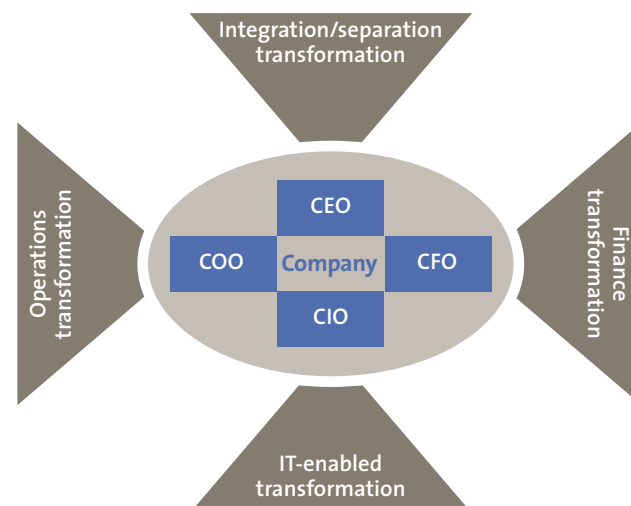 Integration/separation
transformation
Operations
transformation
CEO
COO
Company
CFO
CIO
Finance
transformation
IT-enabled
transformation